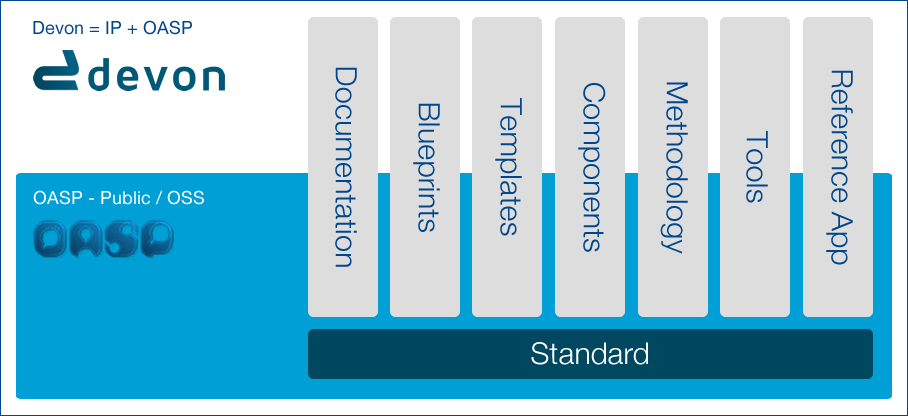 Devon = IP + OASP
devon
OASP - Public / OSS
OASP
Documentation
Blueprints
Templates
Components
Methodology
Tools
Reference App
Standard